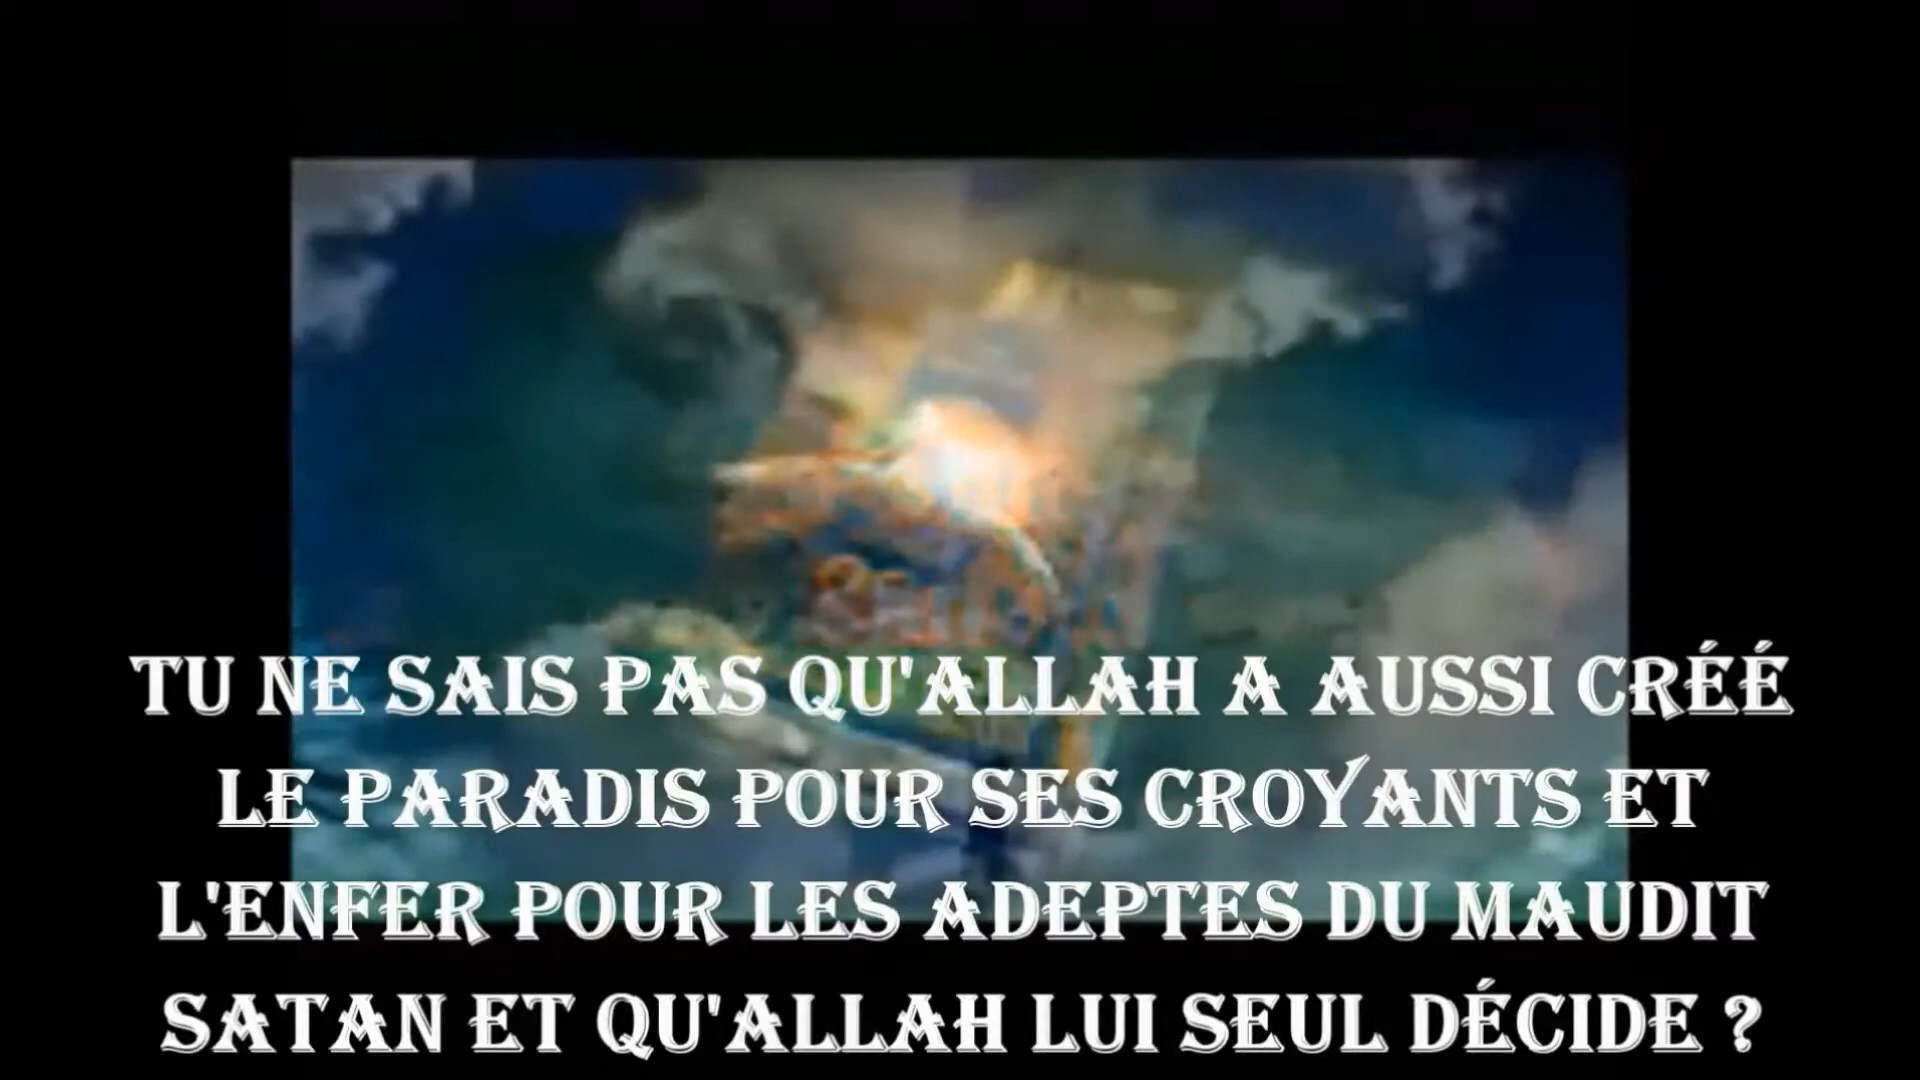 TU NE SAIS PAS QU'ALLAH A AUSSI CRÉÉ
LE PARADIS POUR SES CROYANTS ET
L'ENFER POUR LES ADEPTES DU MAUDIT
SATAN ET QU'ALLAH LUI SEUL DÉCIDE ?